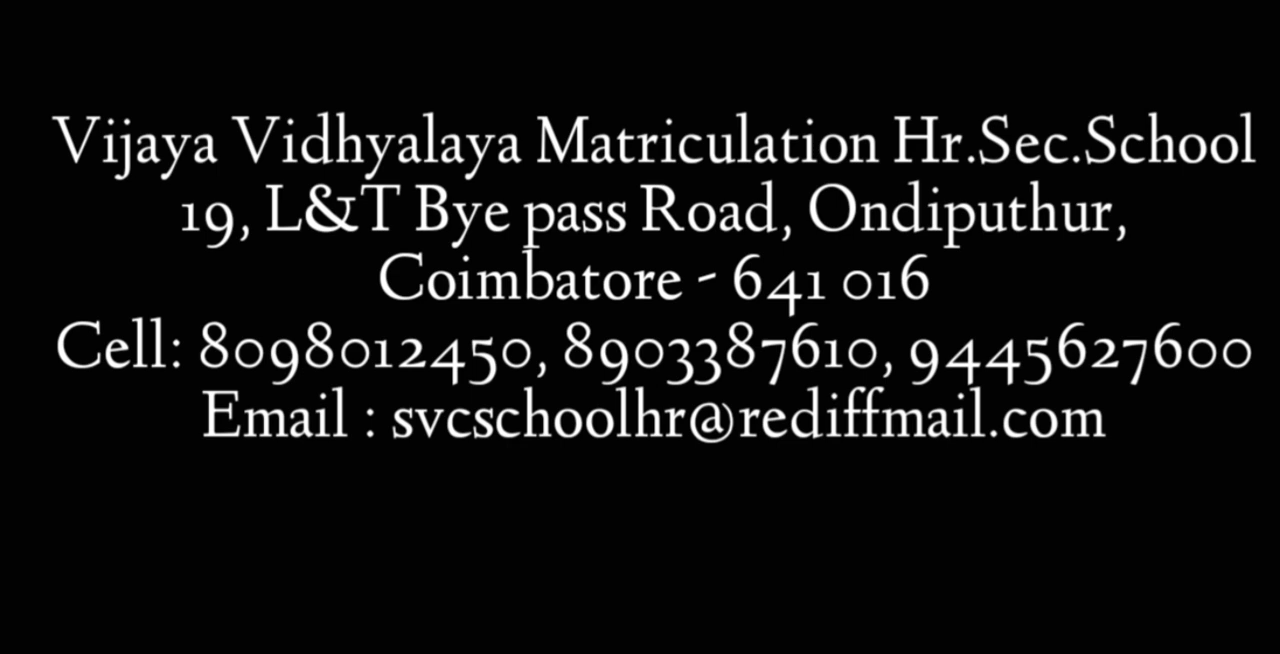 Vijaya Vidhyalaya Matriculation Hr.Sec.School
19, L&T Bye pass Road, Ondiputhur,
Coimbatore - 641 016
Cell: 8098012450, 8903387610, 9445627600
Email : svcschoolhr@rediffmail.com